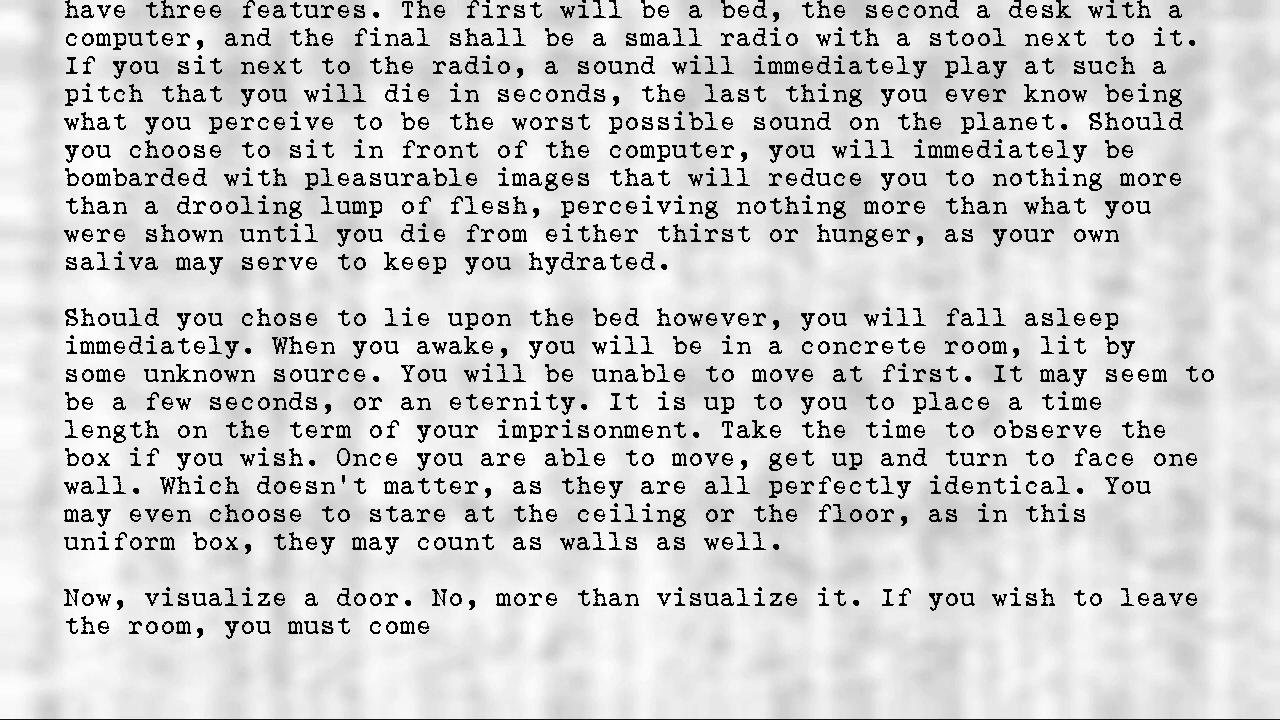 have three features. The first will be a bed, the second a desk with a
computer, and the final shall be a small radio with a stool next to it.
If you sit next to the radio, a sound will immediately play at such a
pitch that you will die in seconds, the last thing you ever know being
what you perceive to be the worst possible sound on the planet. Should
you choose to sit in front of the computer, you will immediately be
bombarded with pleasurable images that will reduce you to nothing more
than a drooling lump of flesh, perceiving nothing more than what you
were shown until you die from either thirst or hunger, as your own
saliva may serve to keep you hydrated.
Should you chose to lie upon the bed however, you will fall asleep
immediately. When you awake, you will be in a concrete room, lit by
some unknown source. You will be unable to move at first. It may seem to
be a few seconds, or an eternity. It is up to you to place a time
length on the term of your imprisonment. Take the time to observe the
box if you wish. Once you are able to move, get up and turn to face one
wall. Which doesn't matter, as they are all perfectly identical. You
may even choose to stare at the ceiling or the floor, as in this
uniform box, they may count as walls as well.
Now, visualize a door. No, more than visualize it. If you wish to leave
the room, you must come